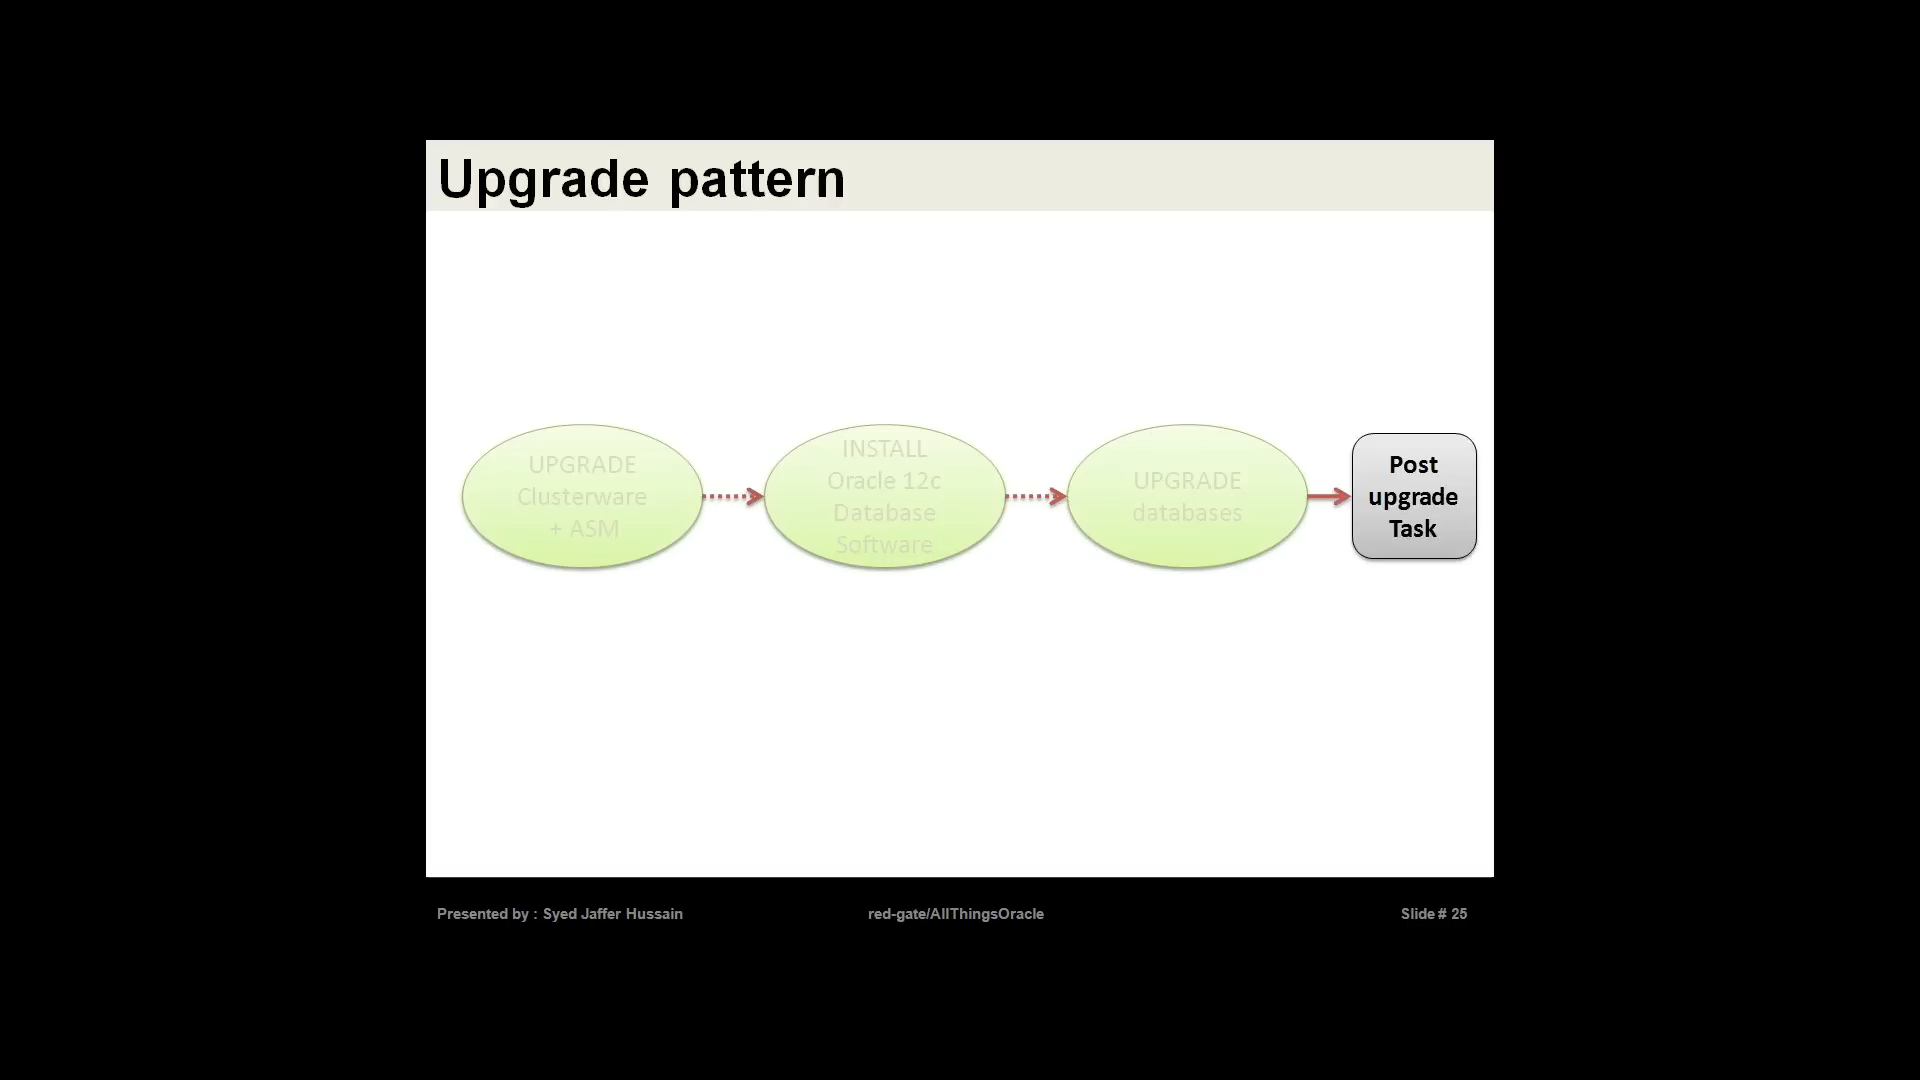 Upgrade pattern
UPGRADE
Clusterware
+ ASM
INSTALL
Oracle 12c
Database
Software
UPGRADE
databases
Post
upgrade
Task
Presented by : Syed Jaffer Hussain
red-gate/AllThingsOracle
Slide # 25